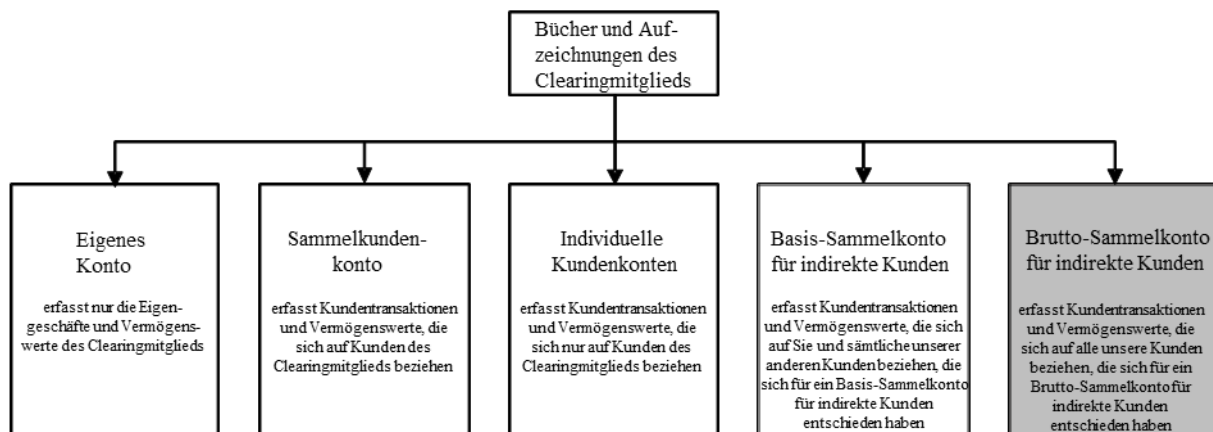 Bücher und Auf-
zeichnungen des
Clearingmitglieds
Eigenes
Konto
erfasst nur die Eigen-
geschäfte und Vermögens-
werte des Clearingmitglieds
Sammelkunden-
konto
erfasst Kundentransaktionen
und Vermögenswerte, die
sich auf Kunden des
Clearingmitglieds beziehen
Individuelle
Kundenkonten
erfasst Kundentransaktionen
und Vermögenswerte, die
sich nur auf Kunden des
Clearingmitglieds beziehen
Basis-Sammelkonto
für indirekte Kunden
erfasst Kundentransaktionen
und Vermögenswerte, die sich
auf Sie und sämtliche unserer
anderen Kunden beziehen, die
sich für ein Basis-Sammelkonto
für indirekte Kunden
entschieden haben
Brutto-Sammelkonto
für indirekte Kunden
erfasst Kundentransaktionen
und Vermögenswerte, die
sich auf alle unsere Kunden
beziehen, die sich für ein
Brutto-Sammelkonto für
indirekte Kunden
entschieden haben